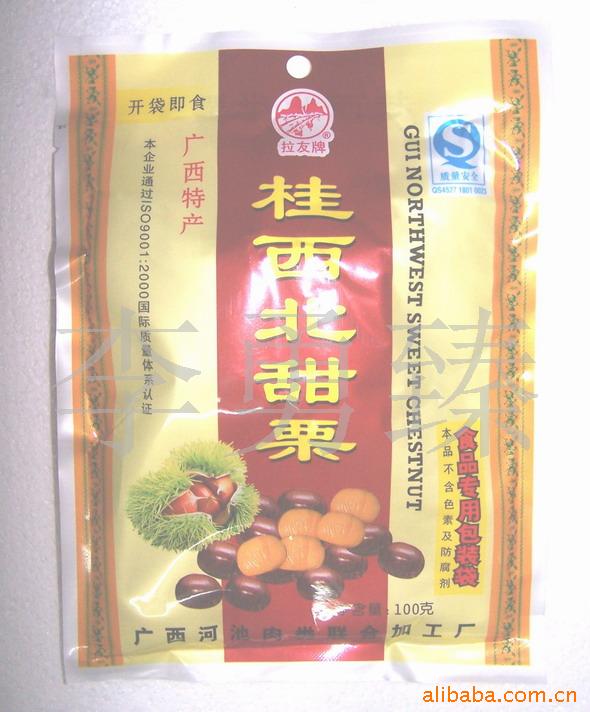 开袋即食
拉友牌
®
广西特产
本企业通过ISO9001:2000国际质量体系认证
桂西北甜栗
GUI NORTHWEST SWEET CHESTNUT
质量安全
QS4527 1801 0023
食品专用包装袋
本品不含色素及防腐剂
含量：100克
广西河池肉类联合加工厂
李勇臻
alibaba.com.cn